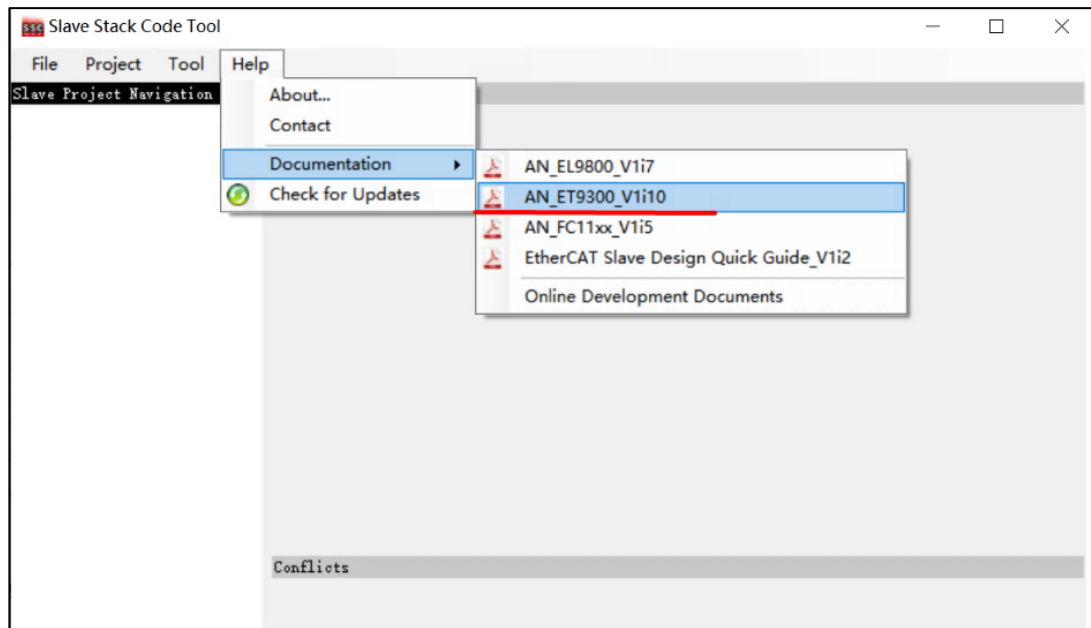 ssc Slave Stack Code Tool
File Project Tool Help
Slave Project Navigation
About...
Contact
Documentation
Check for Updates
AN_EL9800_V1i7
AN_ET9300_V1i10
AN_FC11xx_V1i5
EtherCAT Slave Design Quick Guide_V1i2
Online Development Documents
Conflicts